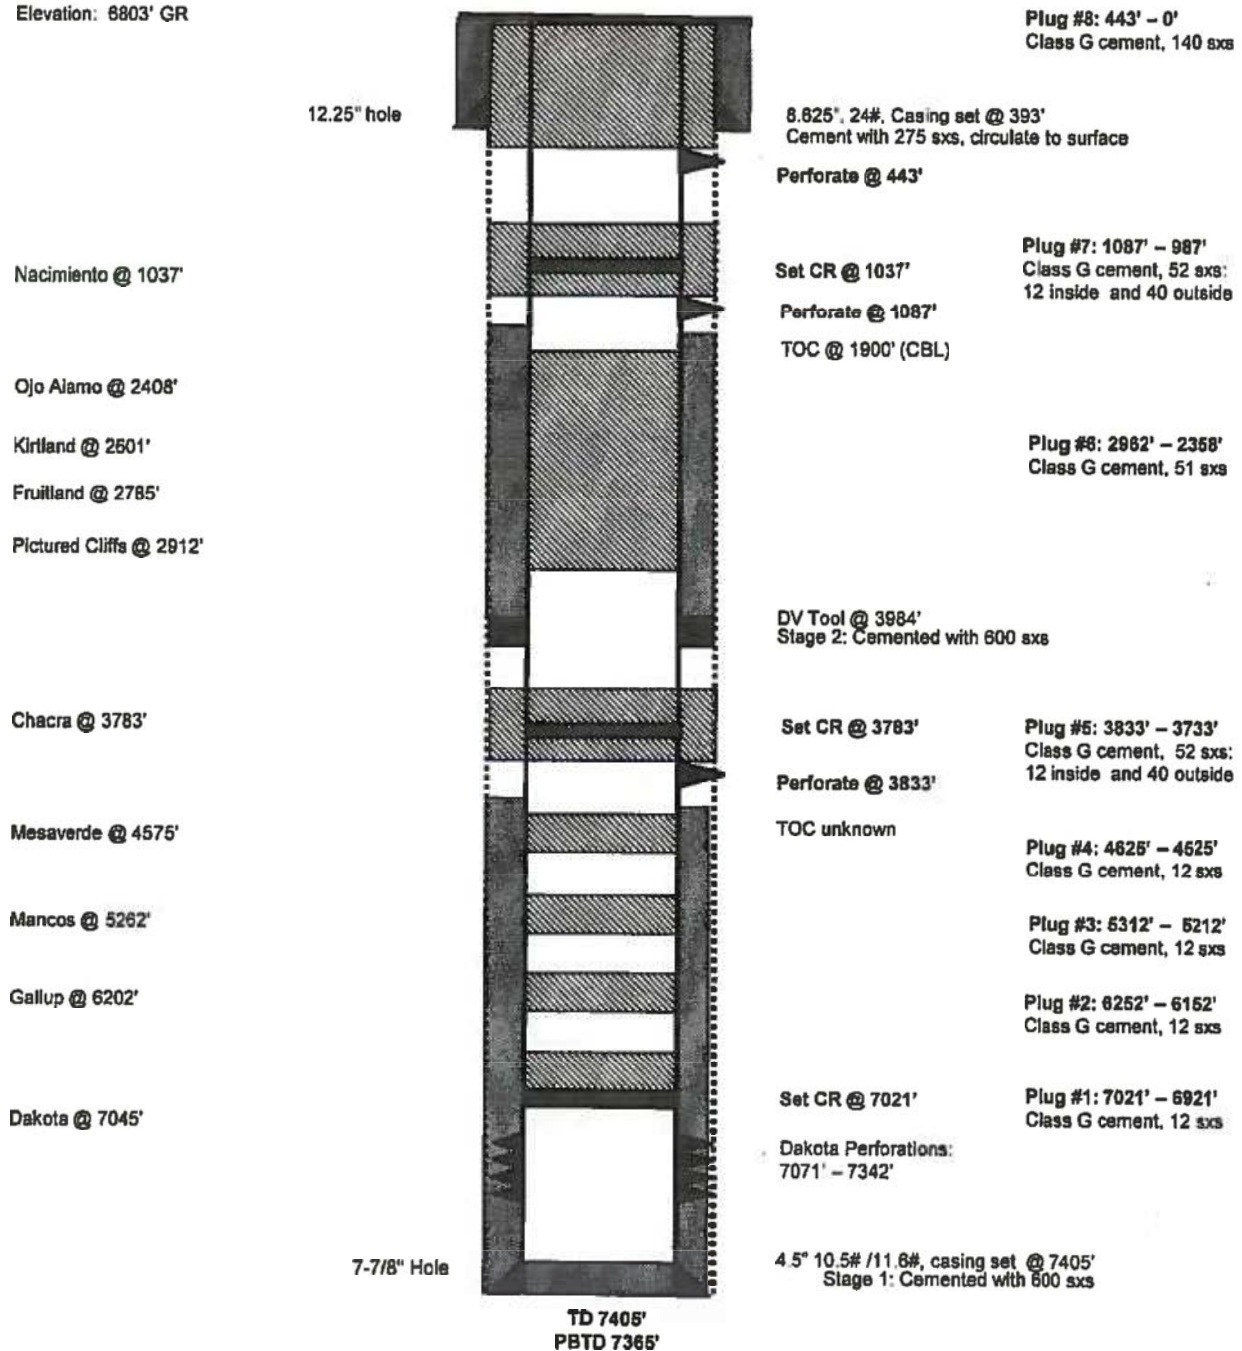 Elevation: 6803' GR
Plug #8: 443' – 0'
Class G cement, 140 sxs
12.25" hole
8.625", 24#, Casing set @ 393'
Cement with 275 sxs, circulate to surface
Perforate @ 443'
Plug #7: 1087' – 987'
Class G cement, 52 sxs:
12 inside and 40 outside
Nacimiento @ 1037'
Set CR @ 1037'
Perforate @ 1087'
TOC @ 1900' (CBL)
Ojo Alamo @ 2408'
Kirtland @ 2601'
Plug #6: 2962' – 2358'
Class G cement, 51 sxs
Fruitland @ 2785'
Pictured Cliffs @ 2912'
DV Tool @ 3984'
Stage 2: Cemented with 600 sxs
Chacra @ 3783'
Set CR @ 3783'
Plug #5: 3833' – 3733'
Class G cement, 52 sxs:
12 inside and 40 outside
Perforate @ 3833'
Mesaverde @ 4575'
TOC unknown
Plug #4: 4625' – 4525'
Class G cement, 12 sxs
Mancos @ 5262'
Plug #3: 5312' – 5212'
Class G cement, 12 sxs
Gallup @ 6202'
Plug #2: 6252' – 6152'
Class G cement, 12 sxs
Dakota @ 7045'
Set CR @ 7021'
Plug #1: 7021' – 6921'
Class G cement, 12 sxs
Dakota Perforations:
7071' – 7342'
7-7/8" Hole
4.5" 10.5# /11.6#, casing set @ 7405'
Stage 1: Cemented with 600 sxs
TD 7405'
PBTD 7365'